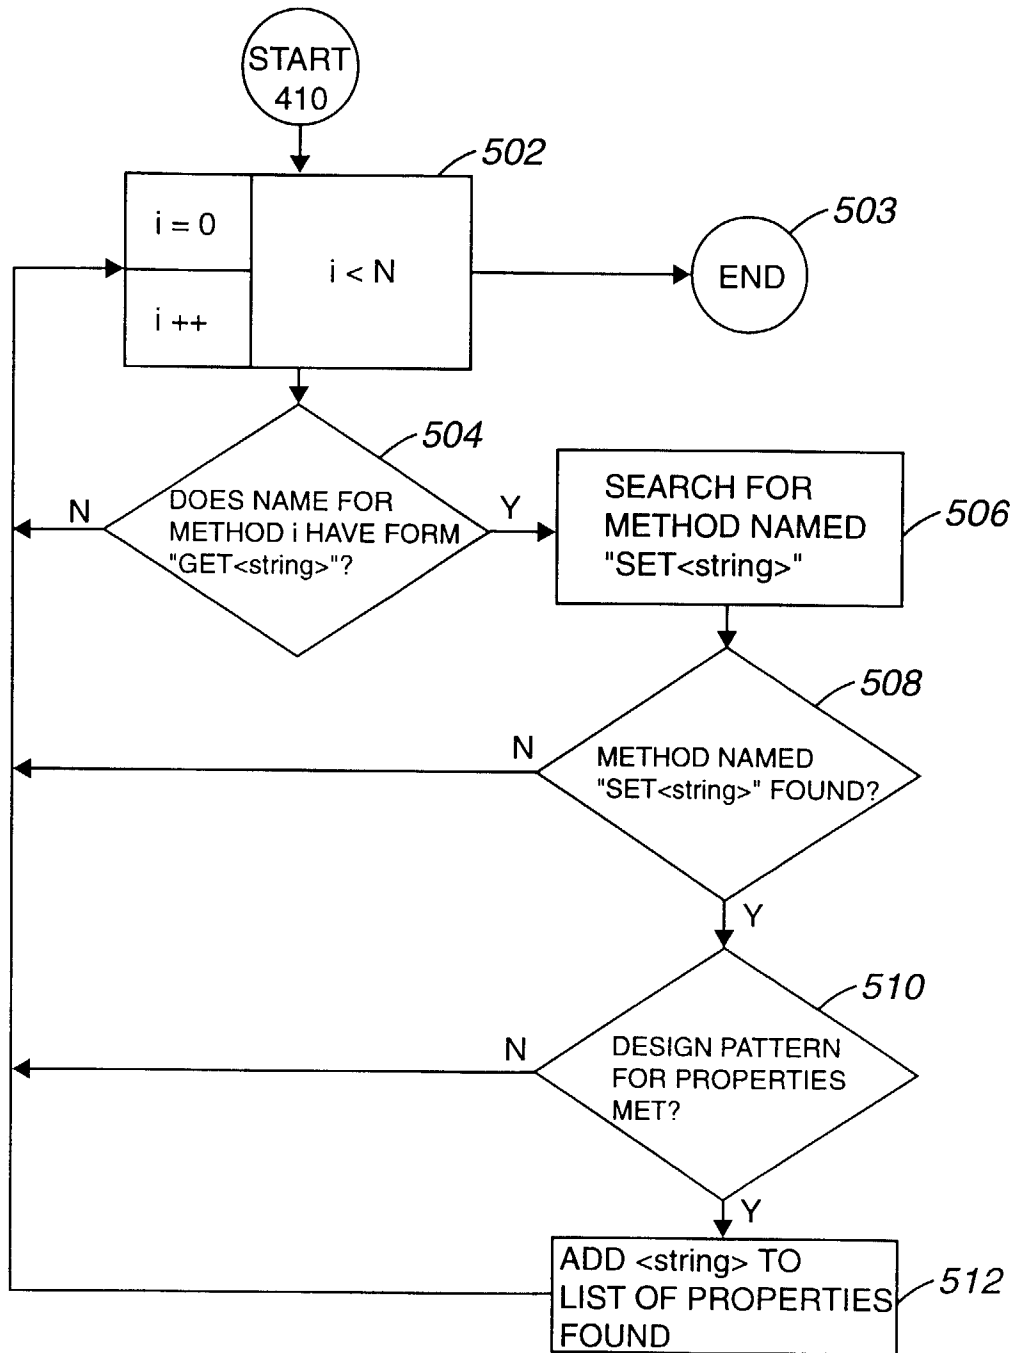 START
410
502
i = 0
i < N
i ++
503
END
504
DOES NAME FOR
METHOD i HAVE FORM
"GET<string>"?
N
Y
SEARCH FOR
METHOD NAMED
"SET<string>"
506
508
METHOD NAMED
"SET<string>" FOUND?
N
Y
510
DESIGN PATTERN
FOR PROPERTIES
MET?
N
Y
ADD <string> TO
LIST OF PROPERTIES
FOUND
512